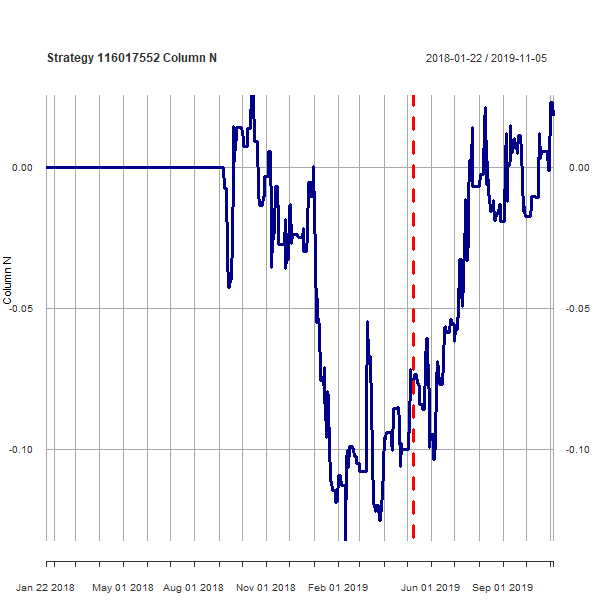 Strategy 116017552 Column N
2018-01-22 / 2019-11-05
0.00
0.00
-0.05
-0.05
-0.10
-0.10
Column N
Jan 22 2018
May 01 2018
Aug 01 2018
Nov 01 2018
Feb 01 2019
Jun 01 2019
Sep 01 2019